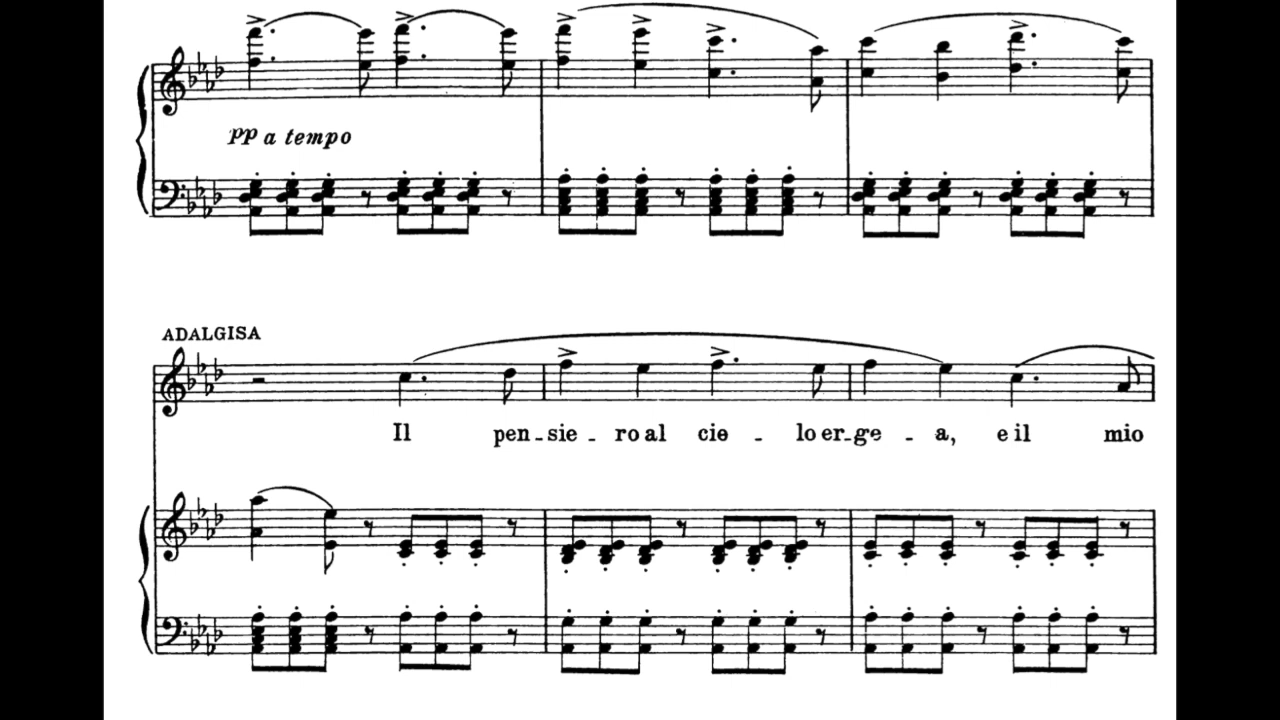 pp a tempo
ADALGISA
Il pen - sie - ro al cie - lo er - ge - a, e il mio